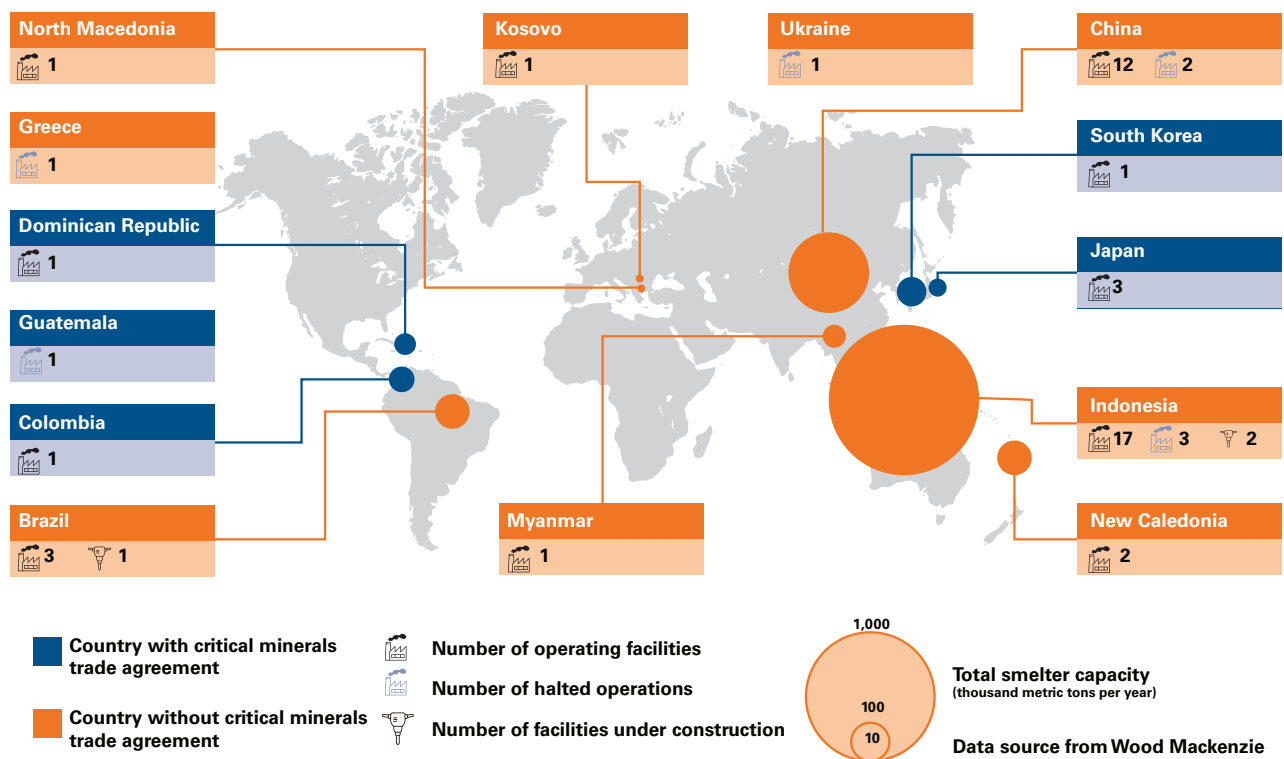 North Macedonia
1
Kosovo
1
Ukraine
1
China
12 2
Greece
1
South Korea
1
Dominican Republic
1
Japan
3
Guatemala
1
Colombia
1
Indonesia
17 3 2
Brazil
3 1
Myanmar
1
New Caledonia
2
Country with critical minerals
trade agreement
Country without critical minerals
trade agreement
Number of operating facilities
Number of halted operations
Number of facilities under construction
1,000
100
10
Total smelter capacity
(thousand metric tons per year)
Data source from Wood Mackenzie